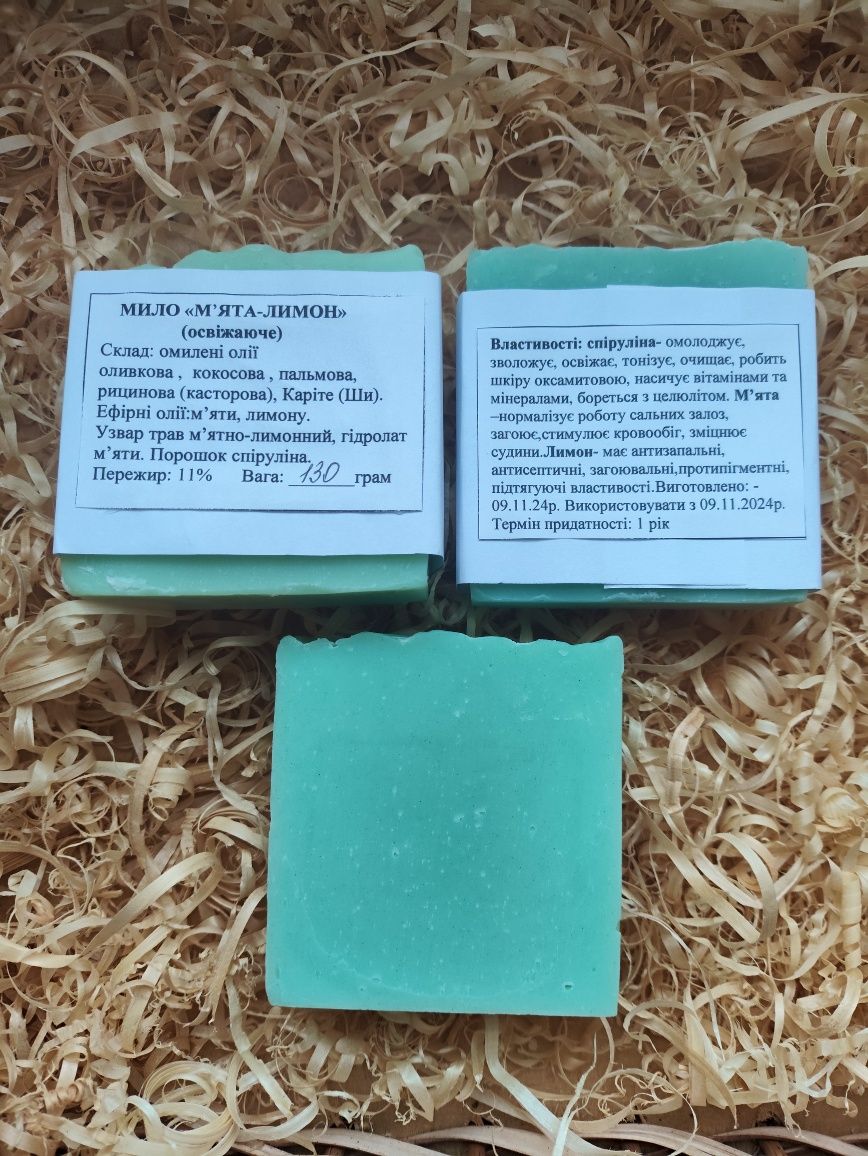 МИЛО «М’ЯТА-ЛИМОН»
(освіжаюче)
Склад: омилені олії
оливкова , кокосова , пальмова,
рицинова (касторова), Каріте (Ши).
Ефірні олії:м’яти, лимону.
Узвар трав м’ятно-лимонний, гідролат
м’яти. Порошок спіруліна.
Пережир: 11% Вага: 130 грам
Властивості: спіруліна- омолоджує,
зволожує, освіжає, тонізує, очищає, робить
шкіру оксамитовою, насичує вітамінами та
мінералами, бореться з целюлітом. М’ята
–нормалізує роботу сальних залоз,
загоює,стимулює кровообіг, зміцнює
судини.Лимон- має антизапальні,
антисептичні, загоювальні,протипігментні,
підтягуючі властивості.Виготовлено: -
09.11.24р. Використовувати з 09.11.2024р.
Термін придатності: 1 рік